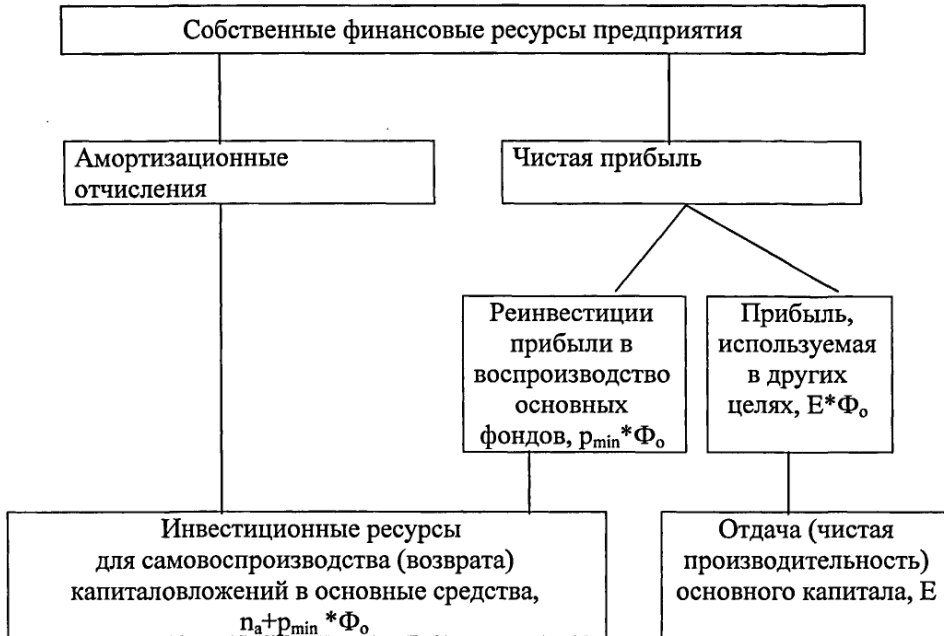 Собственные финансовые ресурсы предприятия
Амортизационные
отчисления
Чистая прибыль
Реинвестиции
прибыли в
воспроизводство
основных
фондов, pmin*Фо
Прибыль,
используемая
в других
целях, E*Фо
Инвестиционные ресурсы
для самовоспроизводства (возврата)
капиталовложений в основные средства,
na+pmin *Фо
Отдача (чистая
производительность)
основного капитала, E